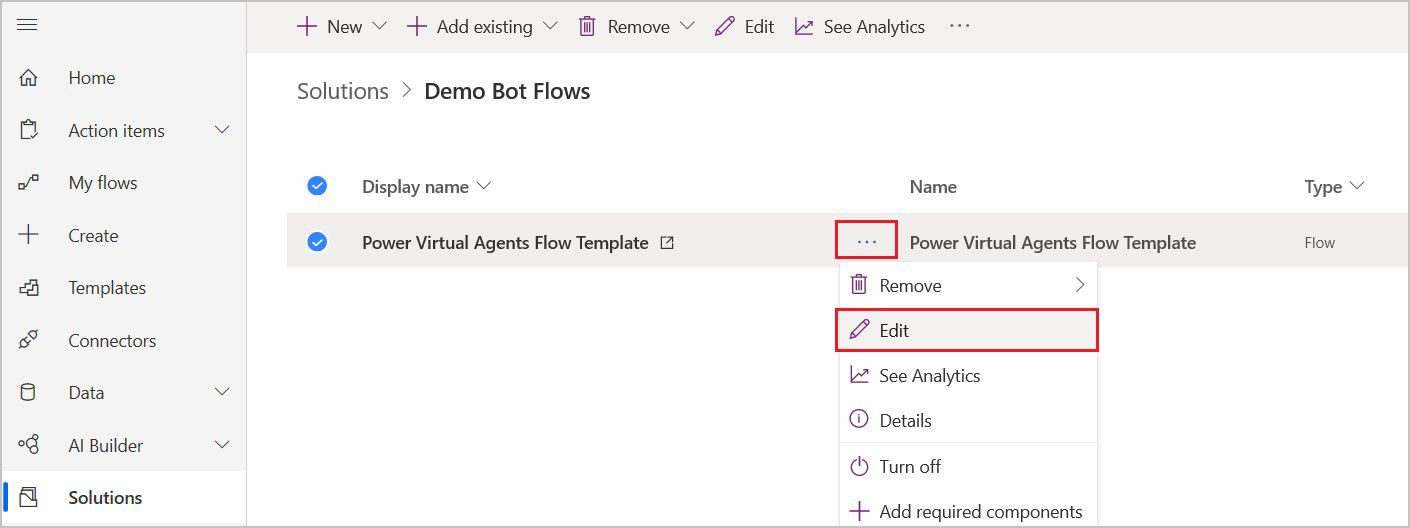 New Add existing Remove Edit See Analytics ...
Home
Action items
My flows
Create
Templates
Connectors
Data
AI Builder
Solutions
Solutions > Demo Bot Flows
Display name Name Type
Power Virtual Agents Flow Template ... Power Virtual Agents Flow Template Flow
Remove
Edit
See Analytics
Details
Turn off
Add required components